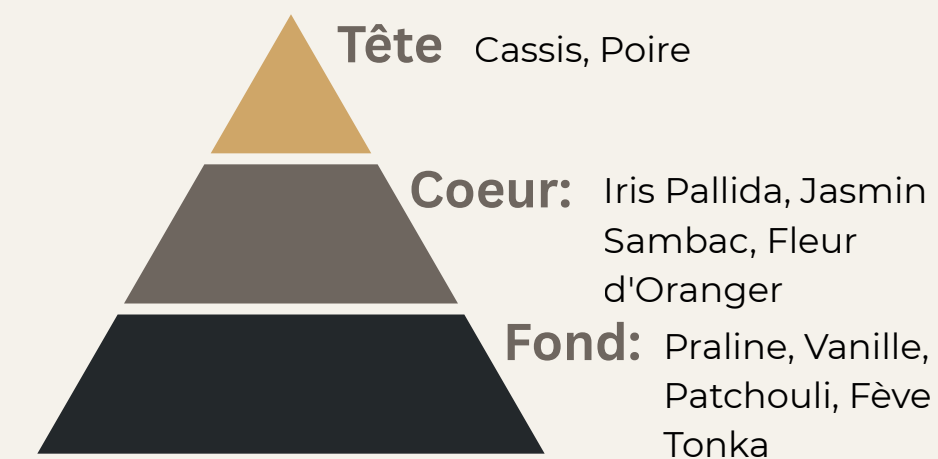 Tête Cassis, Poire
Coeur: Iris Pallida, Jasmin
Sambac, Fleur
d'Oranger
Fond: Praline, Vanille,
Patchouli, Fève
Tonka